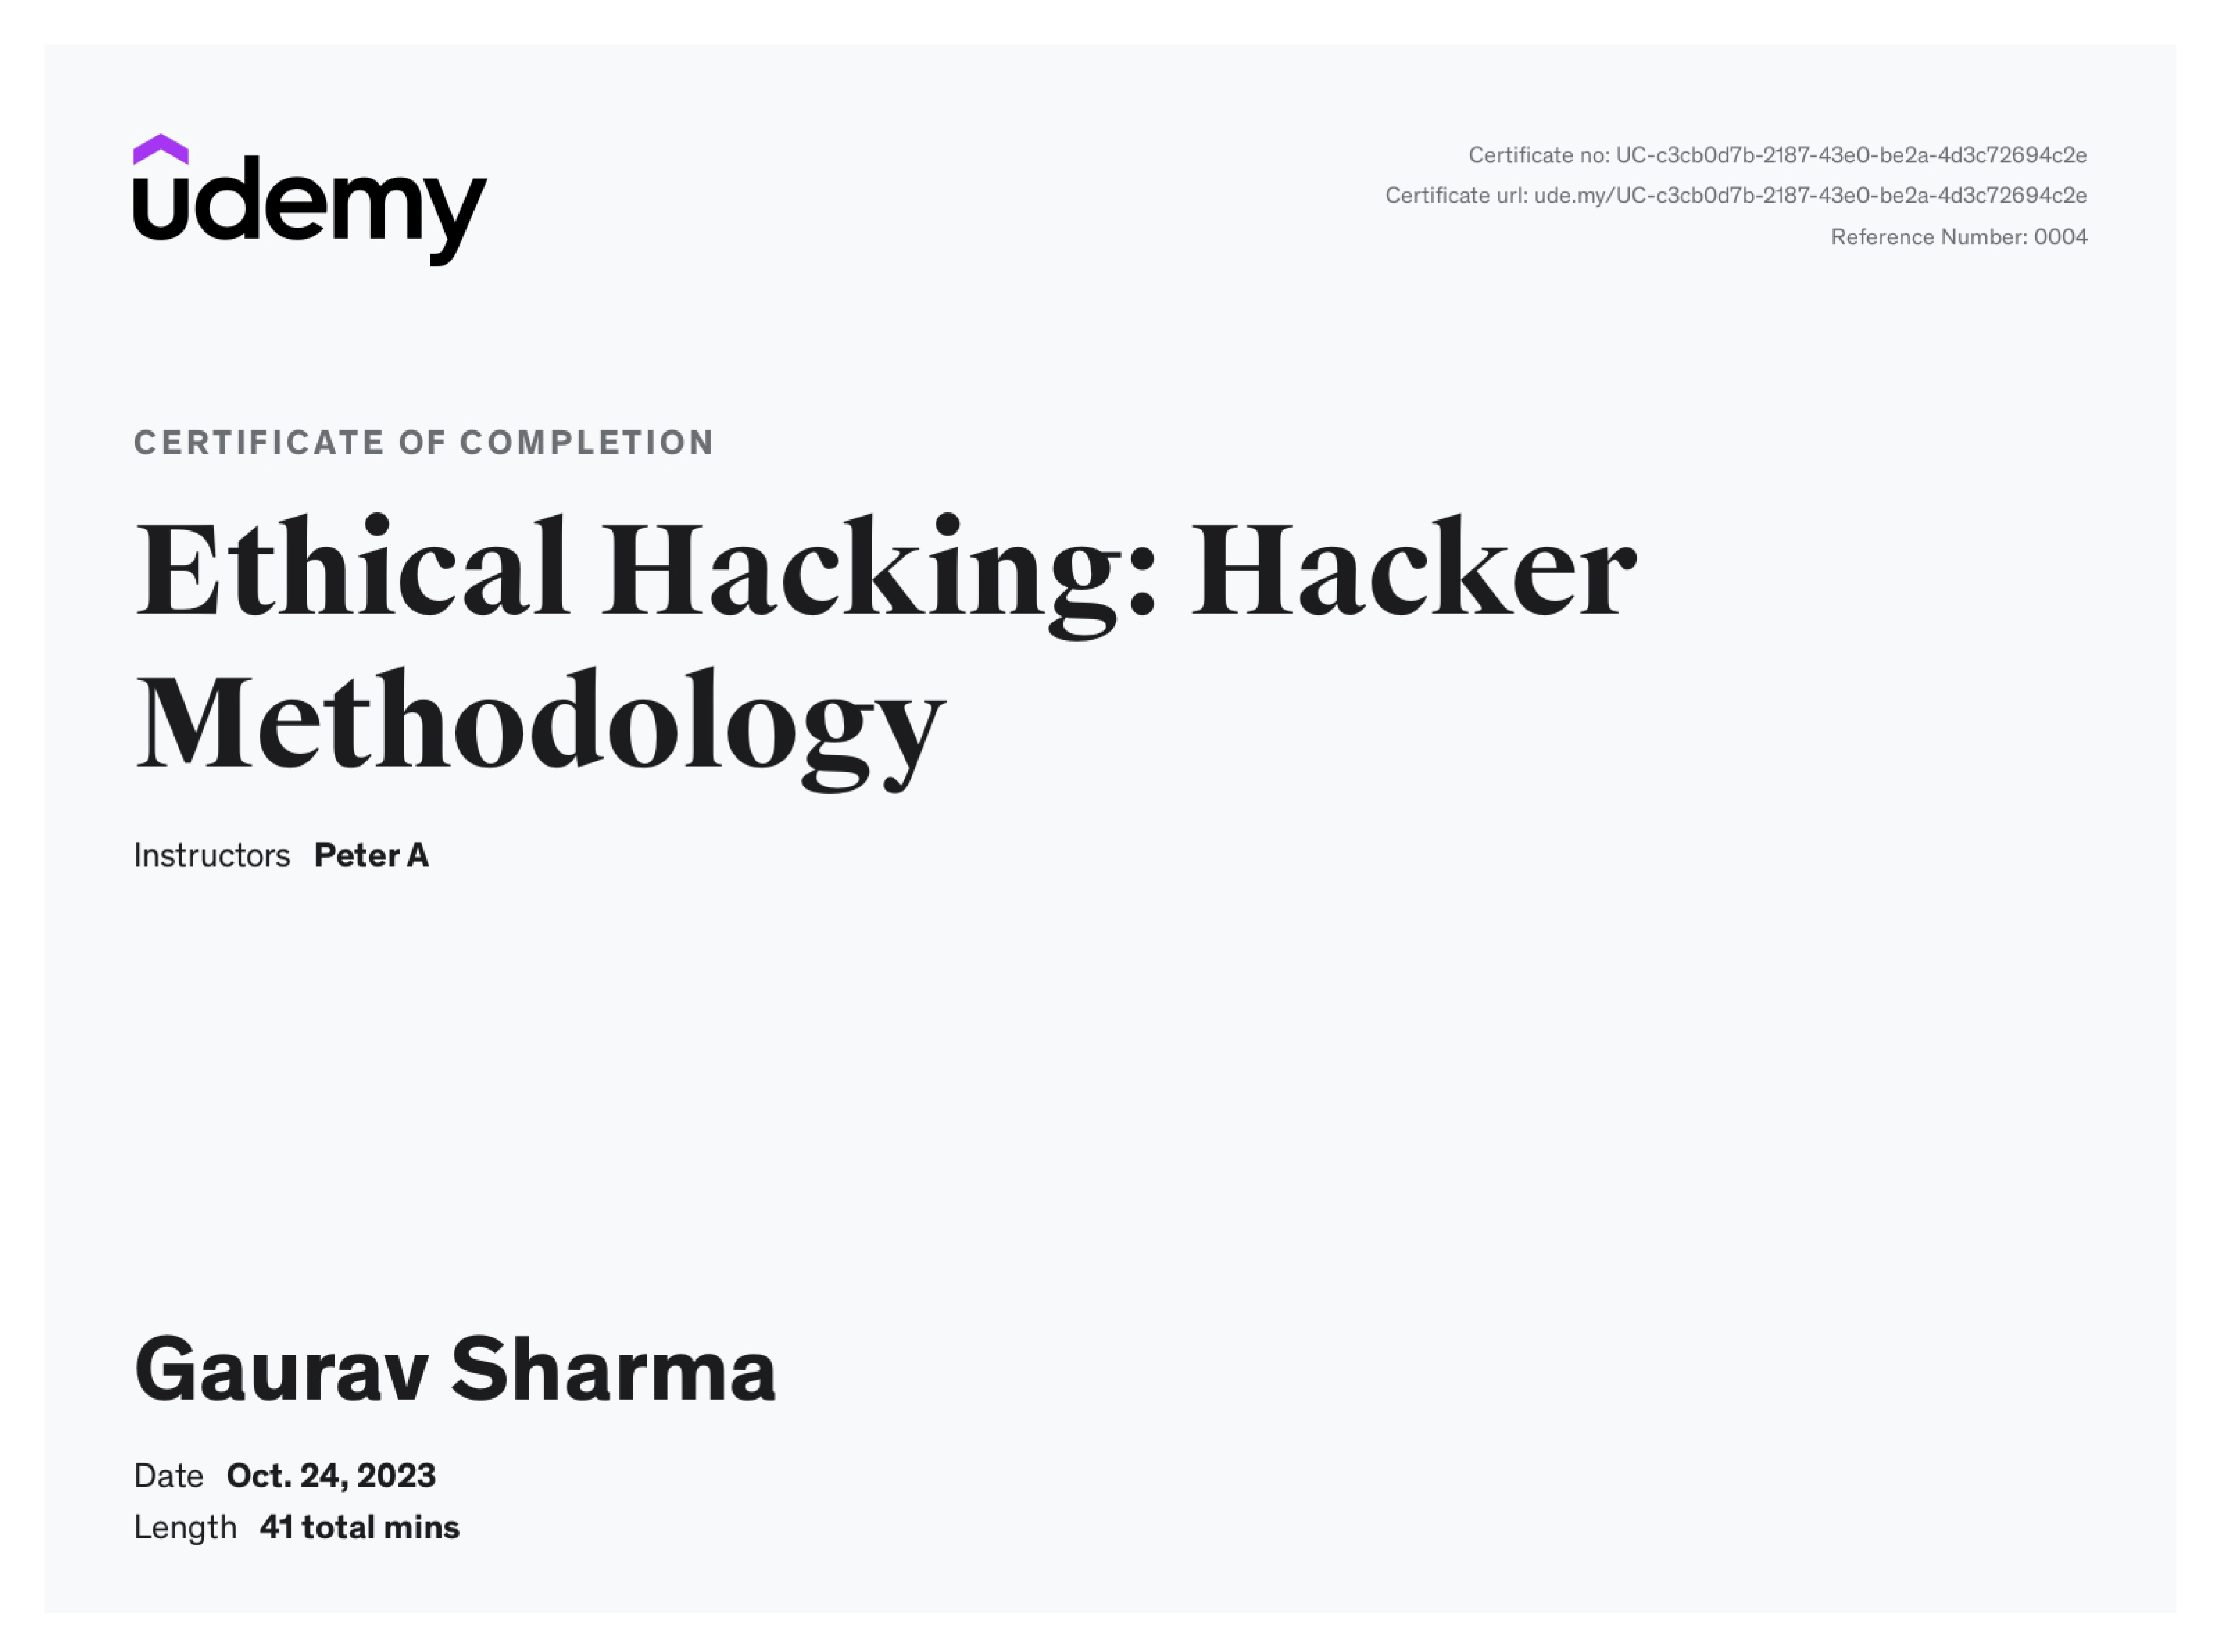 udemy
Certificate no: UC-c3cb0d7b-2187-43e0-be2a-4d3c72694c2e
Certificate url: ude.my/UC-c3cb0d7b-2187-43e0-be2a-4d3c72694c2e
Reference Number: 0004
CERTIFICATE OF COMPLETION
Ethical Hacking: Hacker
Methodology
Instructors Peter A
Gaurav Sharma
Date Oct. 24, 2023
Length 41 total mins